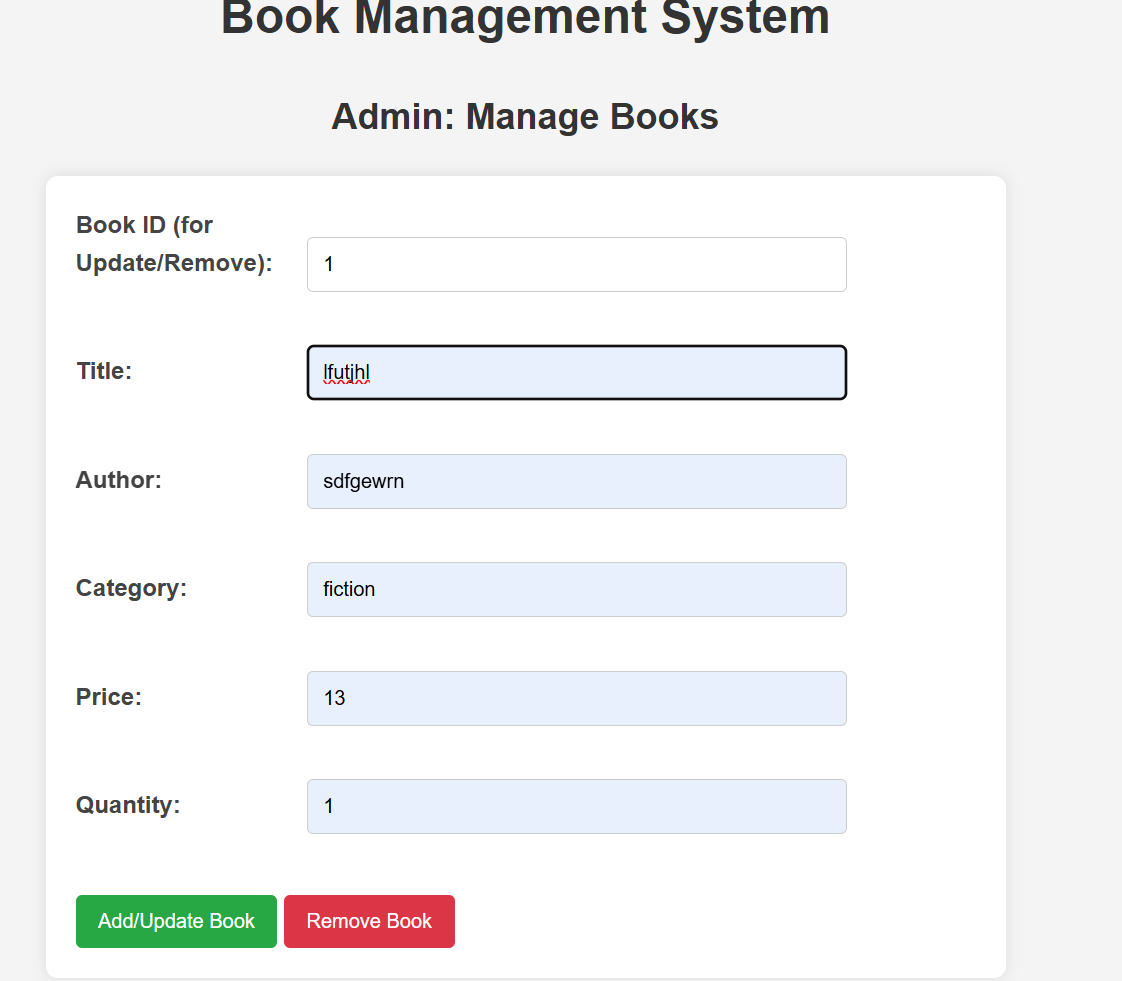 Book Management System
Admin: Manage Books
Book ID (for
Update/Remove):
1
Title:
lfutjhl
Author:
sdfgewrn
Category:
fiction
Price:
13
Quantity:
1
Add/Update Book
Remove Book